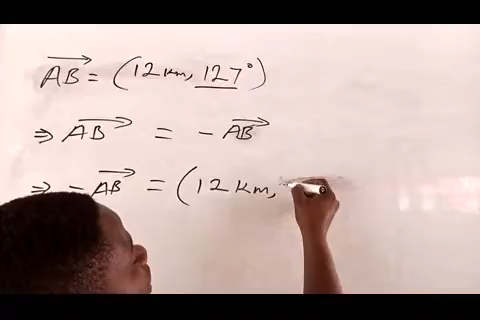 AB = (12km, 127°)
⇒ AB = - AB
⇒ - AB = (12 km,